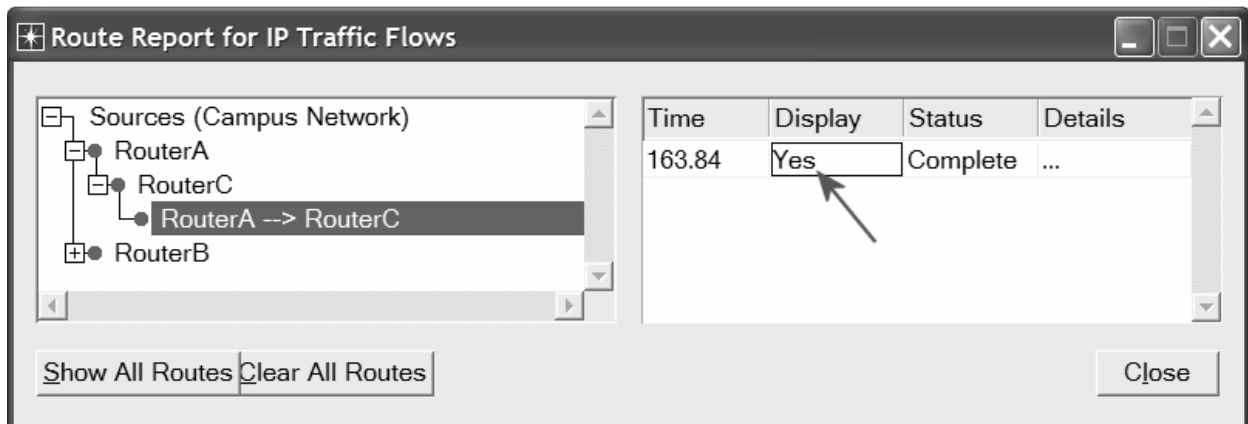 Route Report for IP Traffic Flows
Sources (Campus Network)
RouterA
RouterC
RouterA --> RouterC
RouterB
Time Display Status Details
163.84 Yes Complete ...
Show All Routes Clear All Routes Close